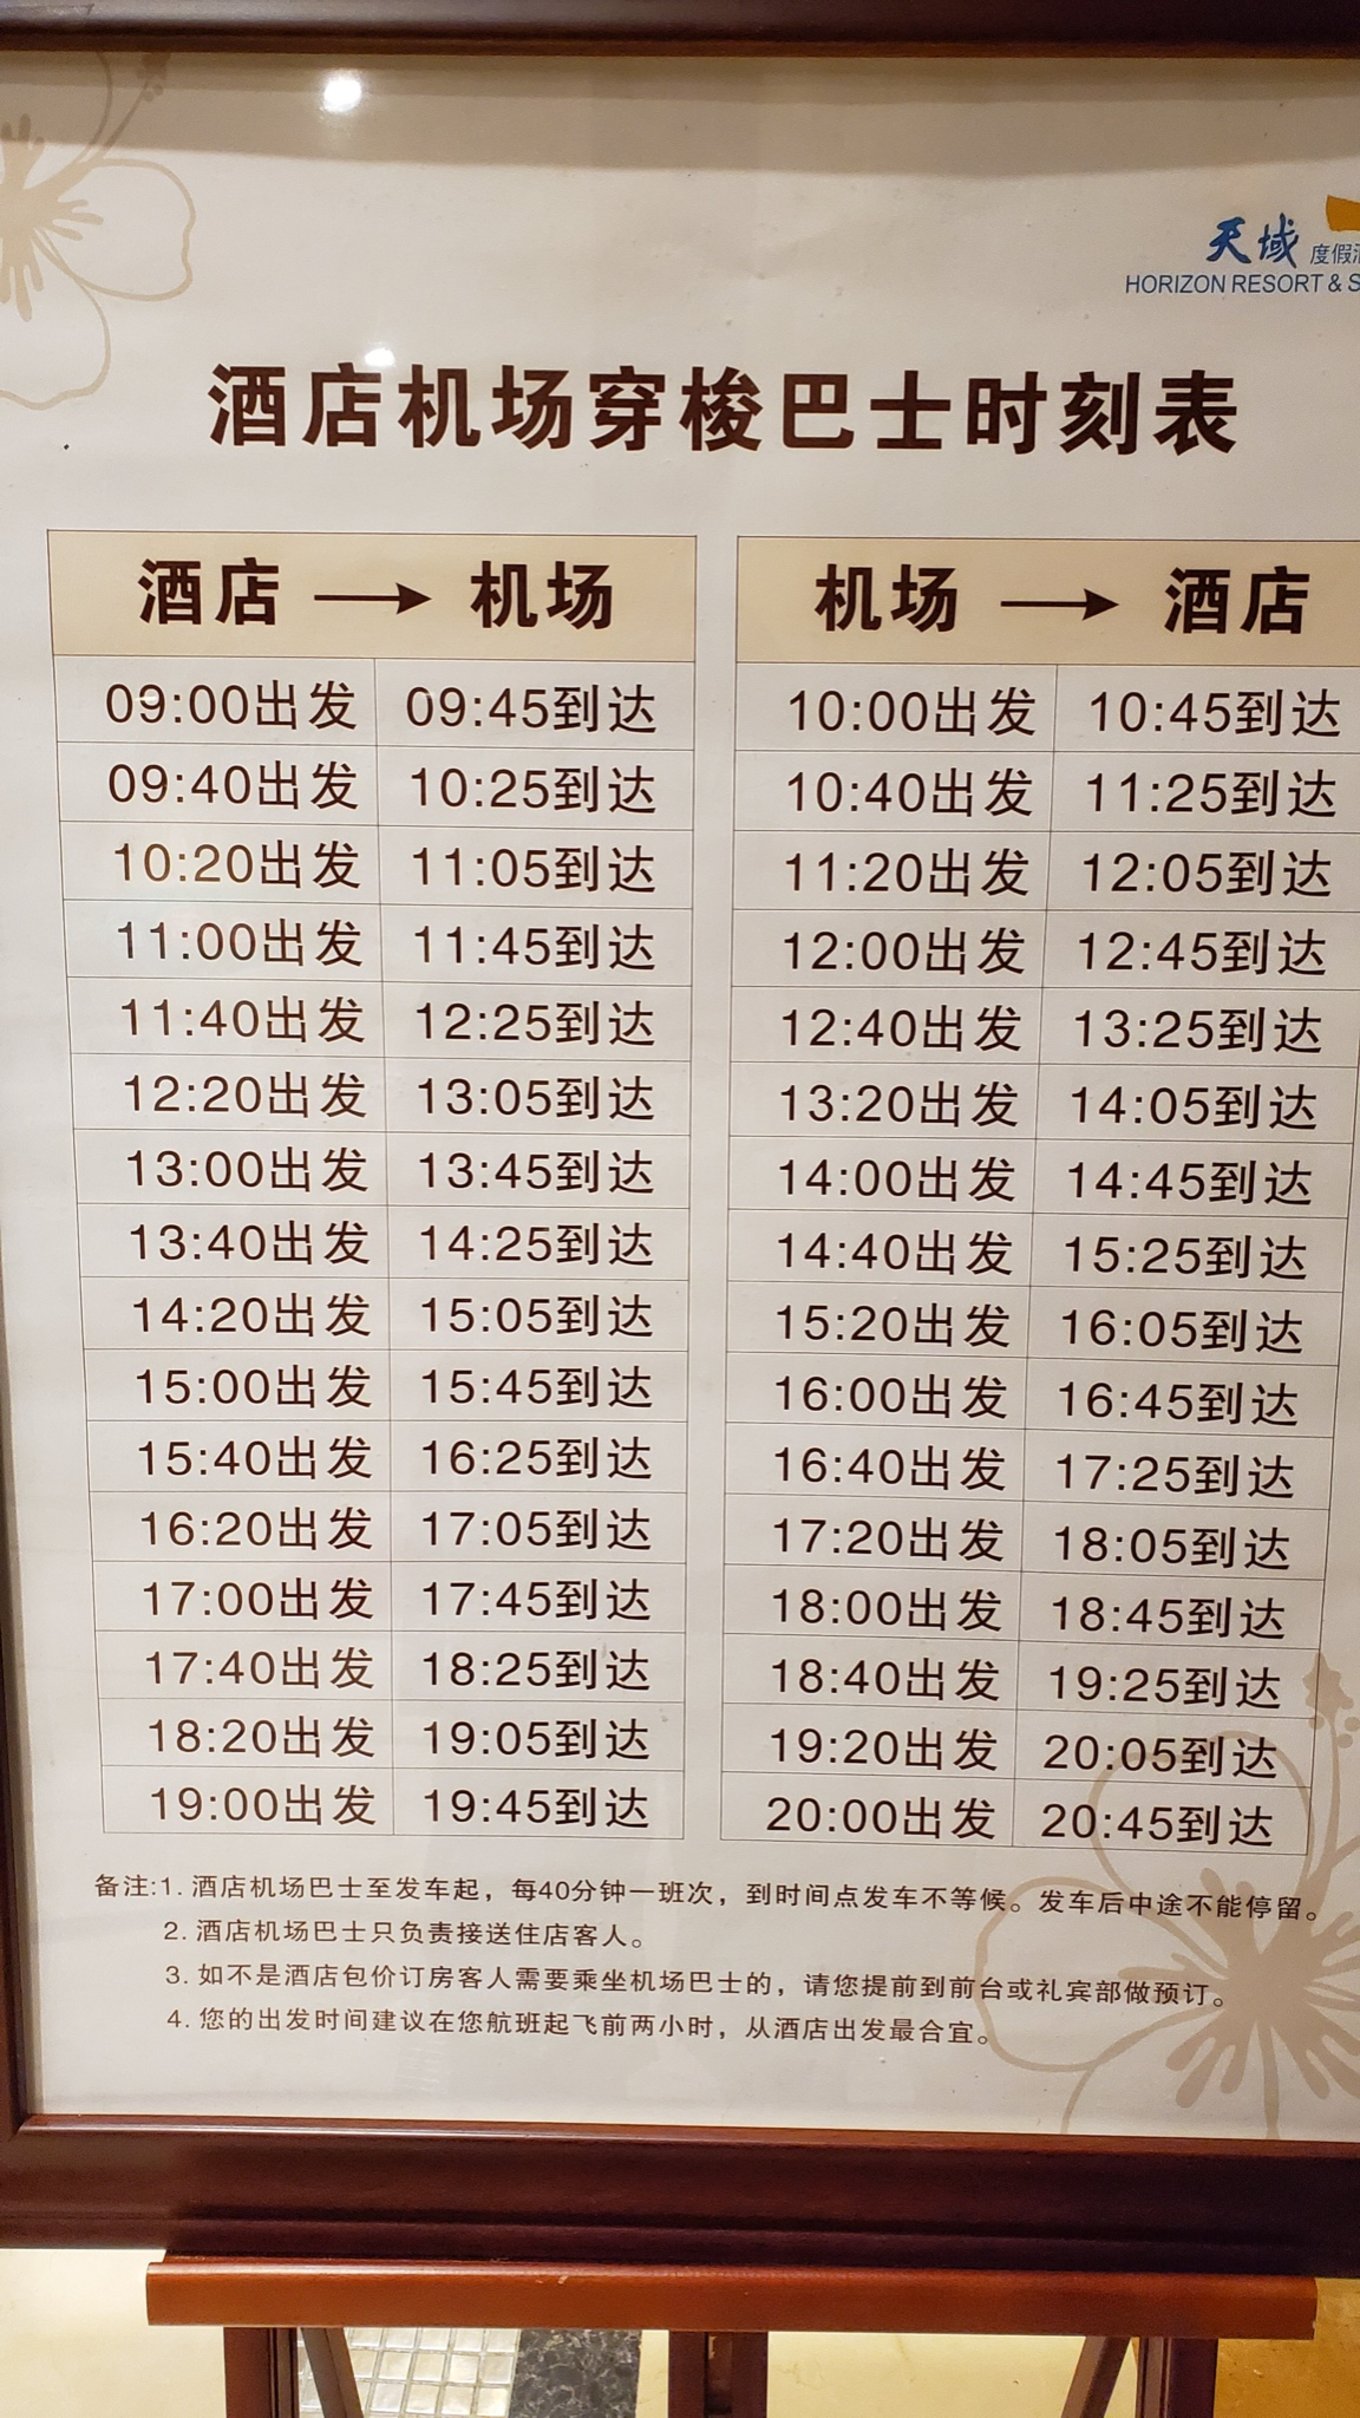 天域 度假
HORIZON RESORT & S
酒店机场穿梭巴士时刻表
酒店 → 机场 机场 → 酒店
09:00出发 09:45到达 10:00出发 10:45到达
09:40出发 10:25到达 10:40出发 11:25到达
10:20出发 11:05到达 11:20出发 12:05到达
11:00出发 11:45到达 12:00出发 12:45到达
11:40出发 12:25到达 12:40出发 13:25到达
12:20出发 13:05到达 13:20出发 14:05到达
13:00出发 13:45到达 14:00出发 14:45到达
13:40出发 14:25到达 14:40出发 15:25到达
14:20出发 15:05到达 15:20出发 16:05到达
15:00出发 15:45到达 16:00出发 16:45到达
15:40出发 16:25到达 16:40出发 17:25到达
16:20出发 17:05到达 17:20出发 18:05到达
17:00出发 17:45到达 18:00出发 18:45到达
17:40出发 18:25到达 18:40出发 19:25到达
18:20出发 19:05到达 19:20出发 20:05到达
19:00出发 19:45到达 20:00出发 20:45到达
备注:1. 酒店机场巴士至发车起，每40分钟一班次，到时间点发车不等候。发车后中途不能停留。
2. 酒店机场巴士只负责接送住店客人。
3. 如不是酒店包价订房客人需要乘坐机场巴士的，请您提前到前台或礼宾部做预订。
4. 您的出发时间建议在您航班起飞前两小时，从酒店出发最合宜。